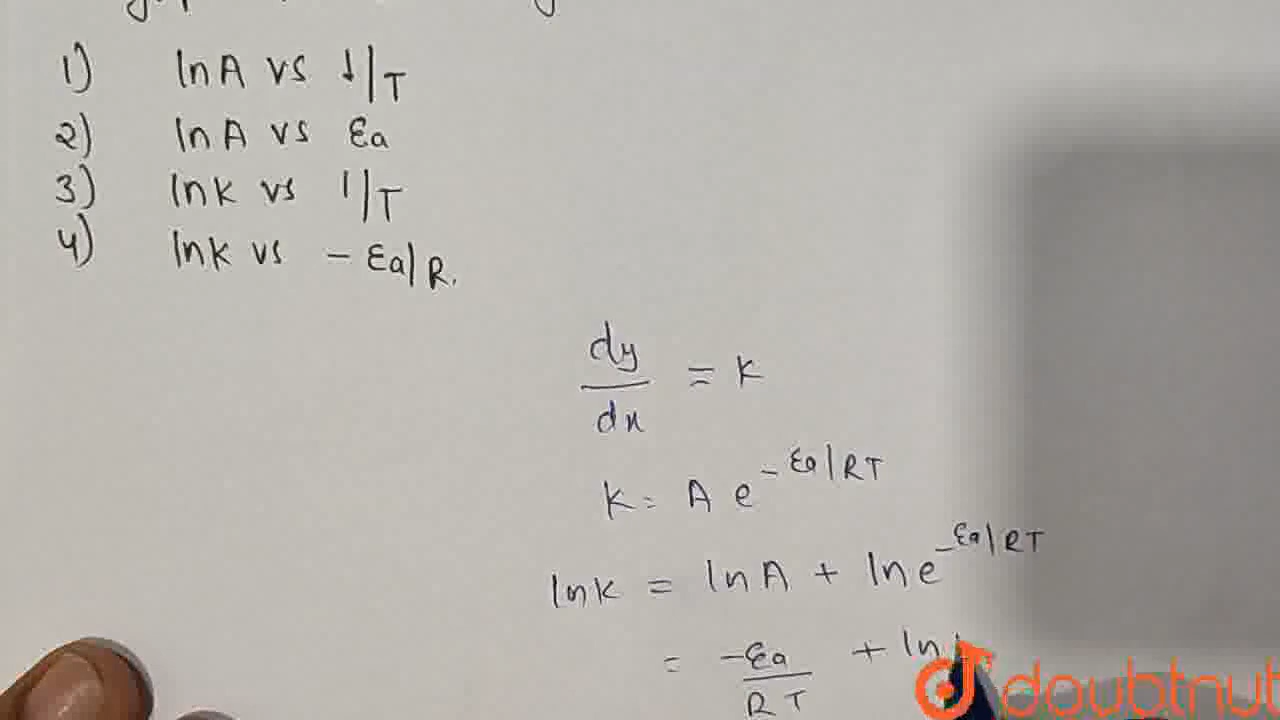 1) lnA vs 1/T
2) lnA vs Ea
3) lnK vs 1/T
4) lnK vs - Ea/R.
dy/dx = K
K = A e^-Ea/RT
lnK = lnA + ln e^-Ea/RT
= -Ea/RT + ln
doubtnut